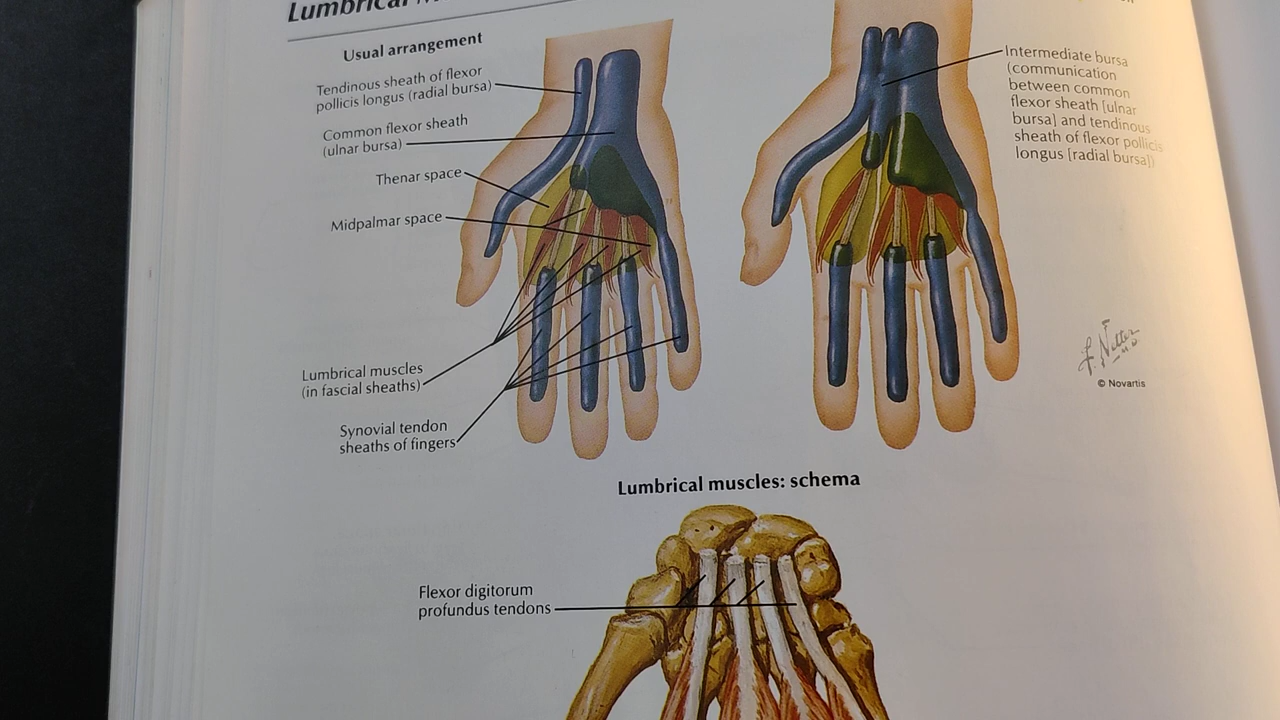 Lumbrical
Usual arrangement
Tendinous sheath of flexor
pollicis longus (radial bursa)
Common flexor sheath
(ulnar bursa)
Thenar space
Midpalmar space
Lumbrical muscles
(in fascial sheaths)
Synovial tendon
sheaths of fingers
Intermediate bursa
(communication
between common
flexor sheath [ulnar
bursa] and tendinous
sheath of flexor pollicis
longus [radial bursa])
F. Netter
© Novartis
Lumbrical muscles: schema
Flexor digitorum
profundus tendons